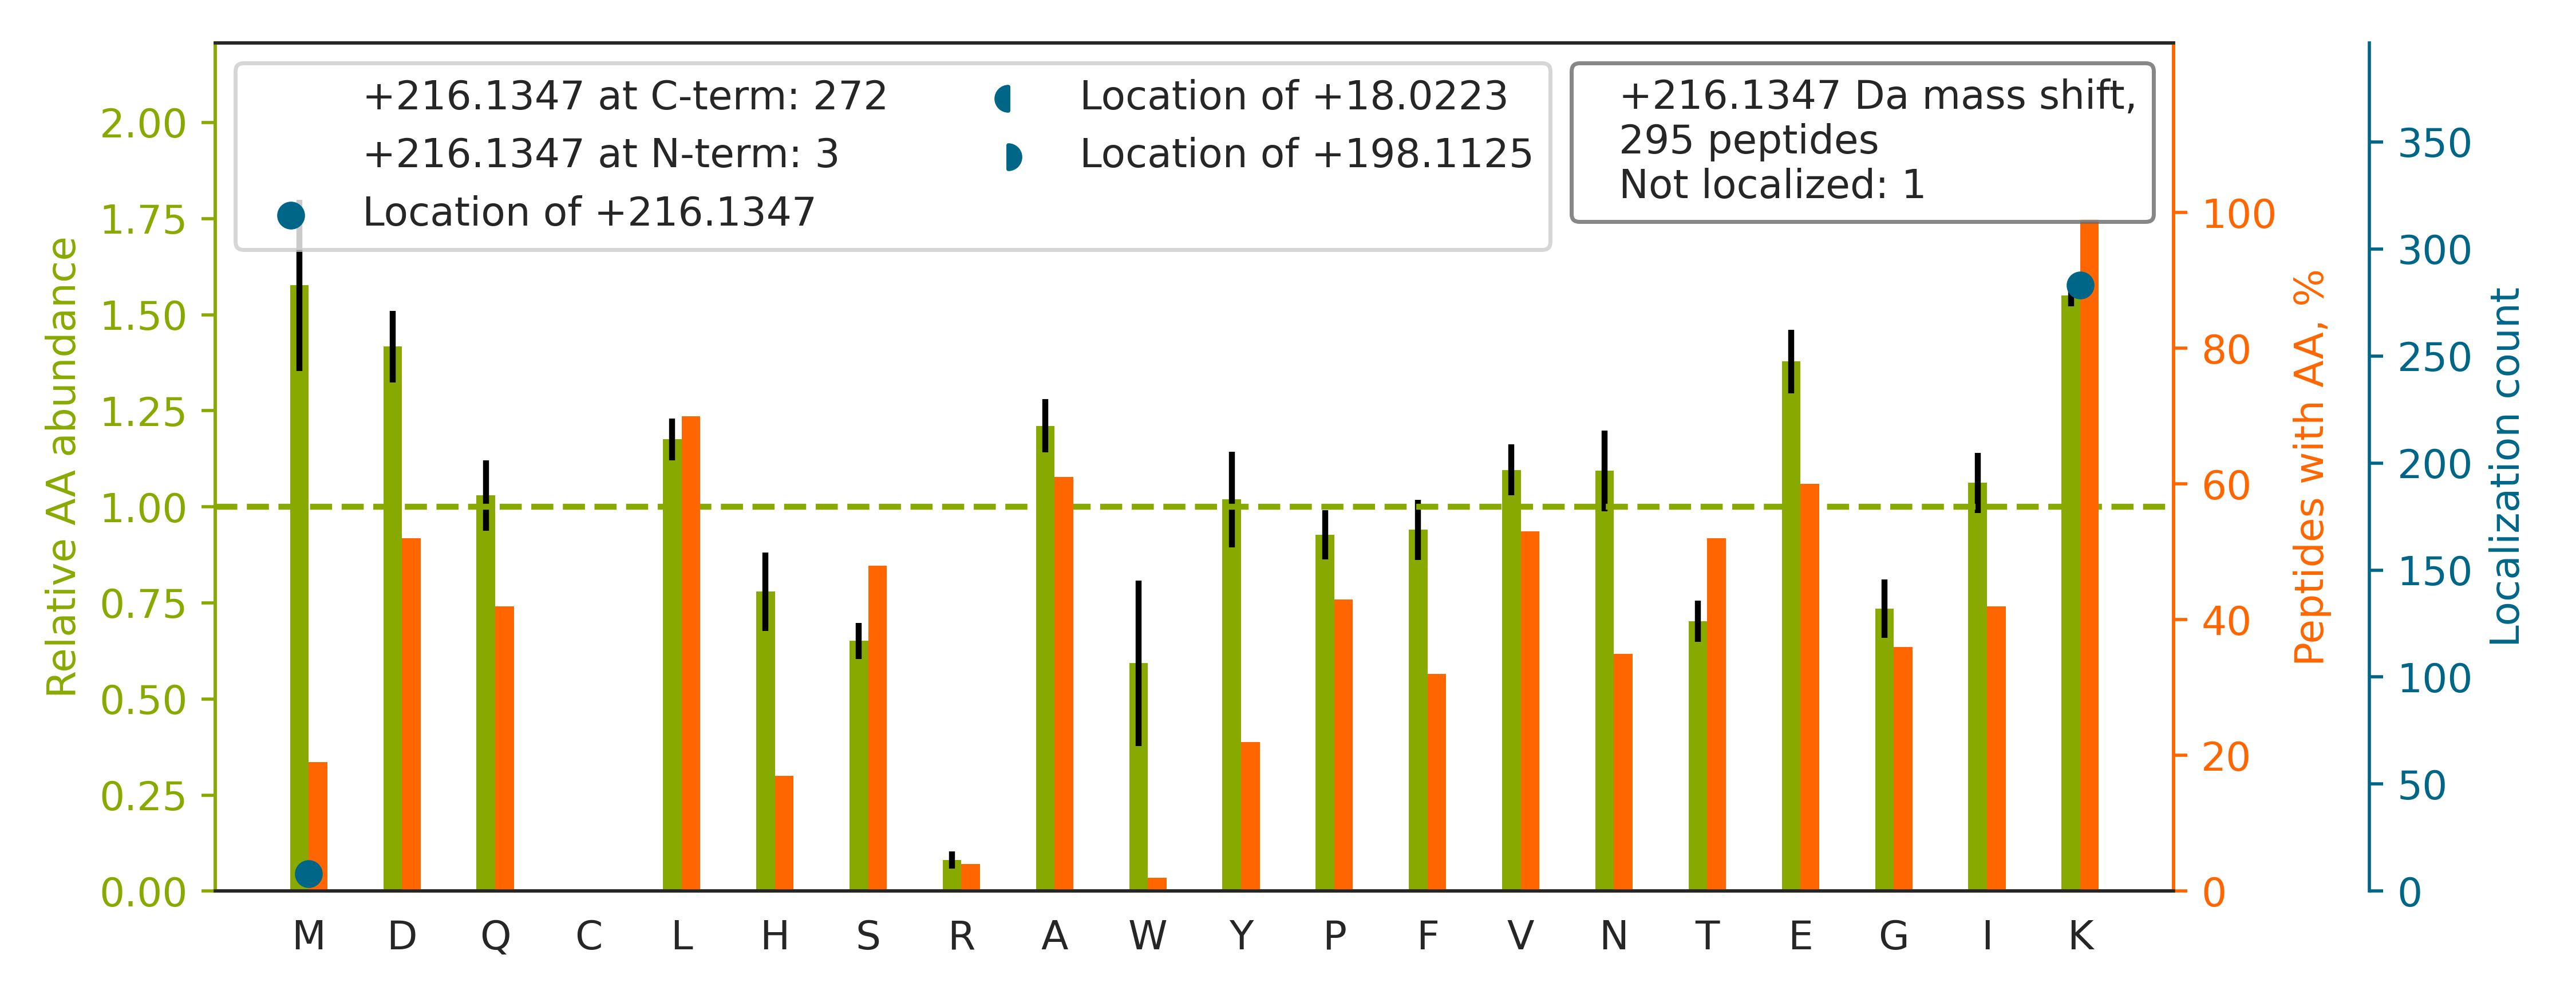 +216.1347 at C-term: 272
+216.1347 at N-term: 3
Location of +216.1347
Location of +18.0223
Location of +198.1125
+216.1347 Da mass shift,
295 peptides
Not localized: 1
Relative AA abundance
2.00
1.75
1.50
1.25
1.00
0.75
0.50
0.25
0.00
M D Q C L H S R A W Y P F V N T E G I K
100
80
60
40
20
0
Peptides with AA, %
350
300
250
200
150
100
50
0
Localization count